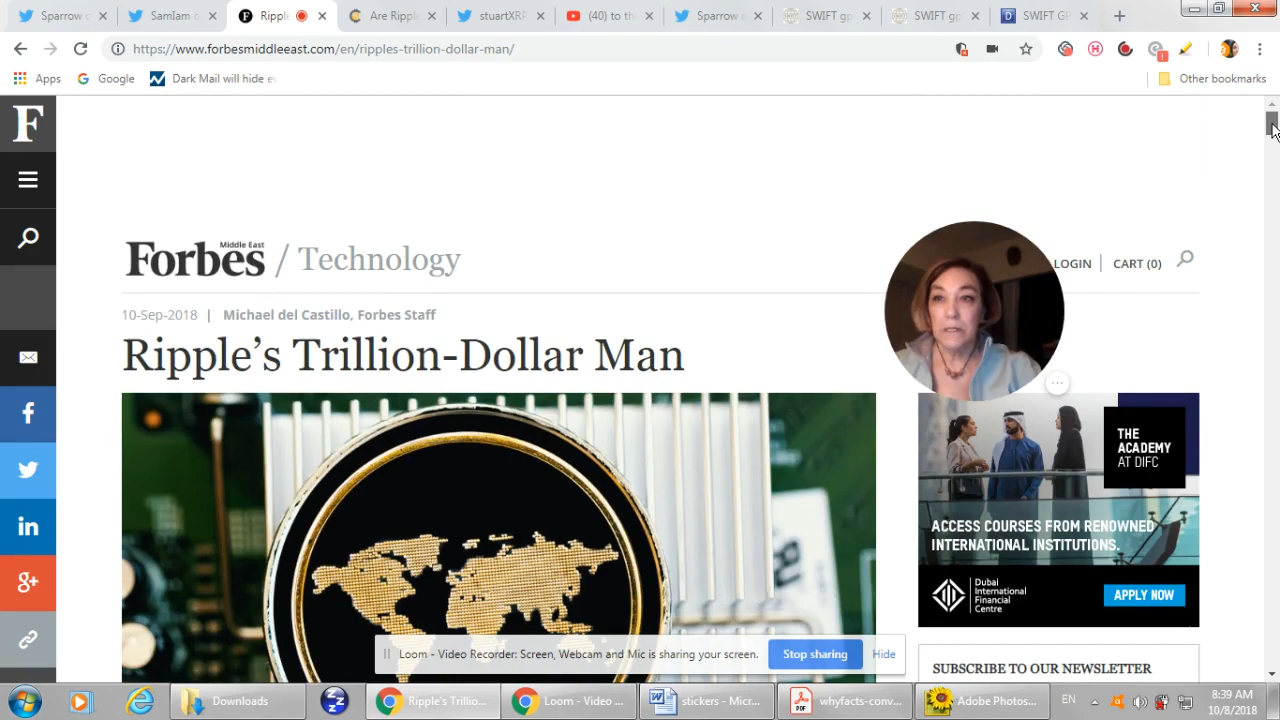 Sparrow c
SamIam o
Ripple
Are Ripple
stuartXRP
(40) to the
Sparrow
SWIFT gp
SWIFT gp
SWIFT GP
https://www.forbesmiddleeast.com/en/ripples-trillion-dollar-man/
Apps
Google
Dark Mail will hide e
Other bookmarks
F
Forbes Middle East / Technology
LOGIN | CART (0)
10-Sep-2018 | Michael del Castillo, Forbes Staff
Ripple's Trillion-Dollar Man
THE
ACADEMY
AT DIFC
ACCESS COURSES FROM RENOWNED
INTERNATIONAL INSTITUTIONS.
Dubai
International
Financial
Centre
APPLY NOW
SUBSCRIBE TO OUR NEWSLETTER
Loom - Video Recorder: Screen, Webcam and Mic is sharing your screen.
Stop sharing
Hide
Downloads
Ripple's Trillio...
Loom - Video ...
stickers - Micr...
whyfacts-conv...
Adobe Photos...
EN
8:39 AM
10/8/2018